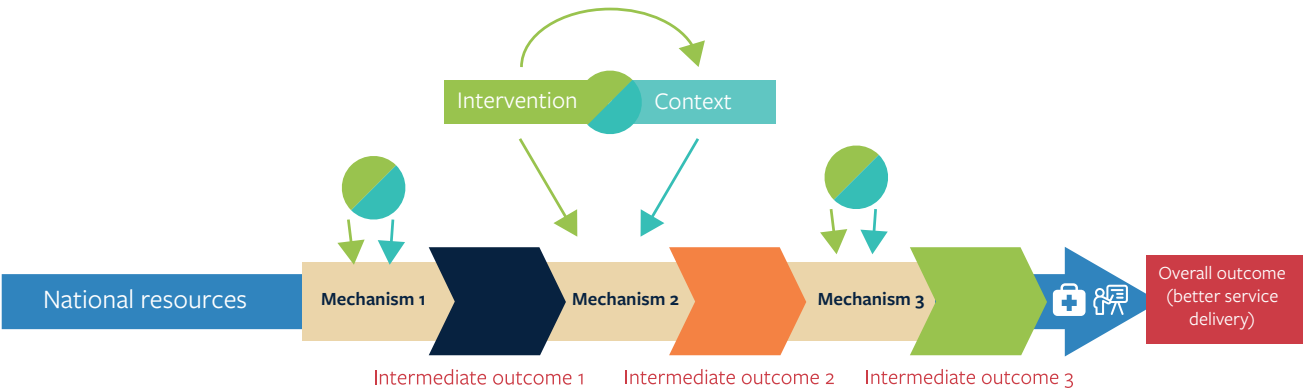 Intervention
Context
National resources
Mechanism 1
Mechanism 2
Mechanism 3
Overall outcome
(better service
delivery)
Intermediate outcome 1
Intermediate outcome 2
Intermediate outcome 3